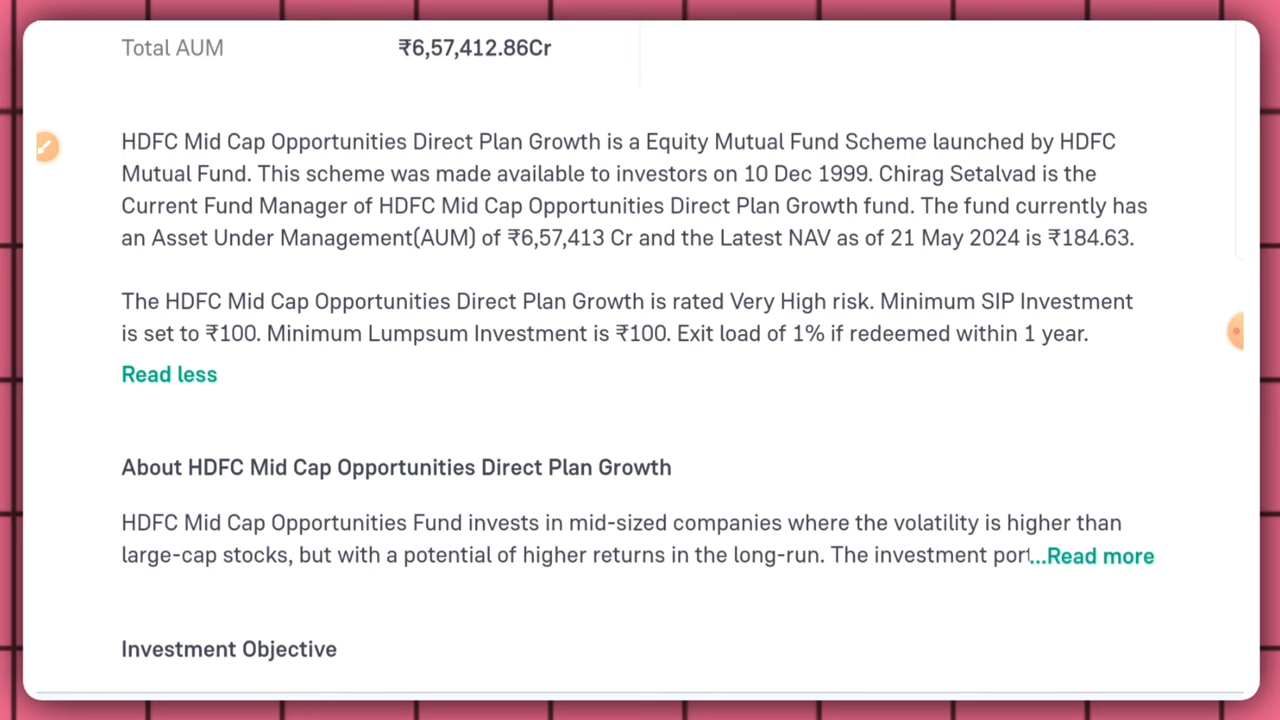 Total AUM ₹6,57,412.86Cr
HDFC Mid Cap Opportunities Direct Plan Growth is a Equity Mutual Fund Scheme launched by HDFC
Mutual Fund. This scheme was made available to investors on 10 Dec 1999. Chirag Setalvad is the
Current Fund Manager of HDFC Mid Cap Opportunities Direct Plan Growth fund. The fund currently has
an Asset Under Management(AUM) of ₹6,57,413 Cr and the Latest NAV as of 21 May 2024 is ₹184.63.
The HDFC Mid Cap Opportunities Direct Plan Growth is rated Very High risk. Minimum SIP Investment
is set to ₹100. Minimum Lumpsum Investment is ₹100. Exit load of 1% if redeemed within 1 year.
Read less
About HDFC Mid Cap Opportunities Direct Plan Growth
HDFC Mid Cap Opportunities Fund invests in mid-sized companies where the volatility is higher than
large-cap stocks, but with a potential of higher returns in the long-run. The investment port...Read more
Investment Objective